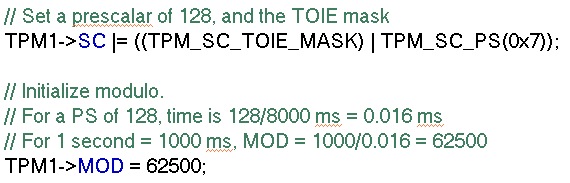 // Set a prescalar of 128, and the TOIE mask
TPM1->SC |= ((TPM_SC_TOIE_MASK) | TPM_SC_PS(0x7));
// Initialize modulo.
// For a PS of 128, time is 128/8000 ms = 0.016 ms
// For 1 second = 1000 ms, MOD = 1000/0.016 = 62500
TPM1->MOD = 62500;